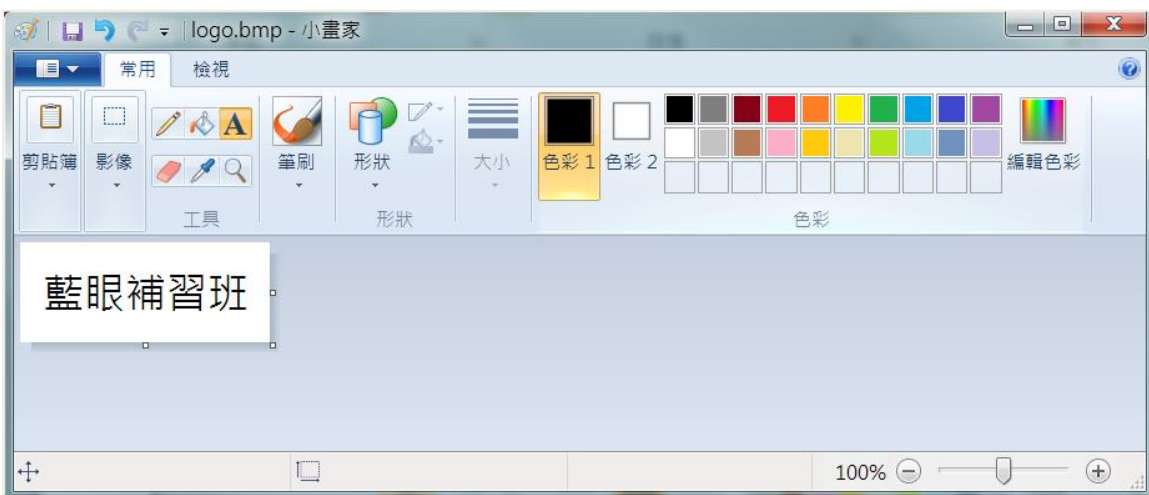 logo.bmp - 小畫家
常用 檢視
剪貼簿 影像 A 筆刷 形狀 大小 色彩 1 色彩 2 編輯色彩
工具 形狀 色彩
藍眼補習班
100%